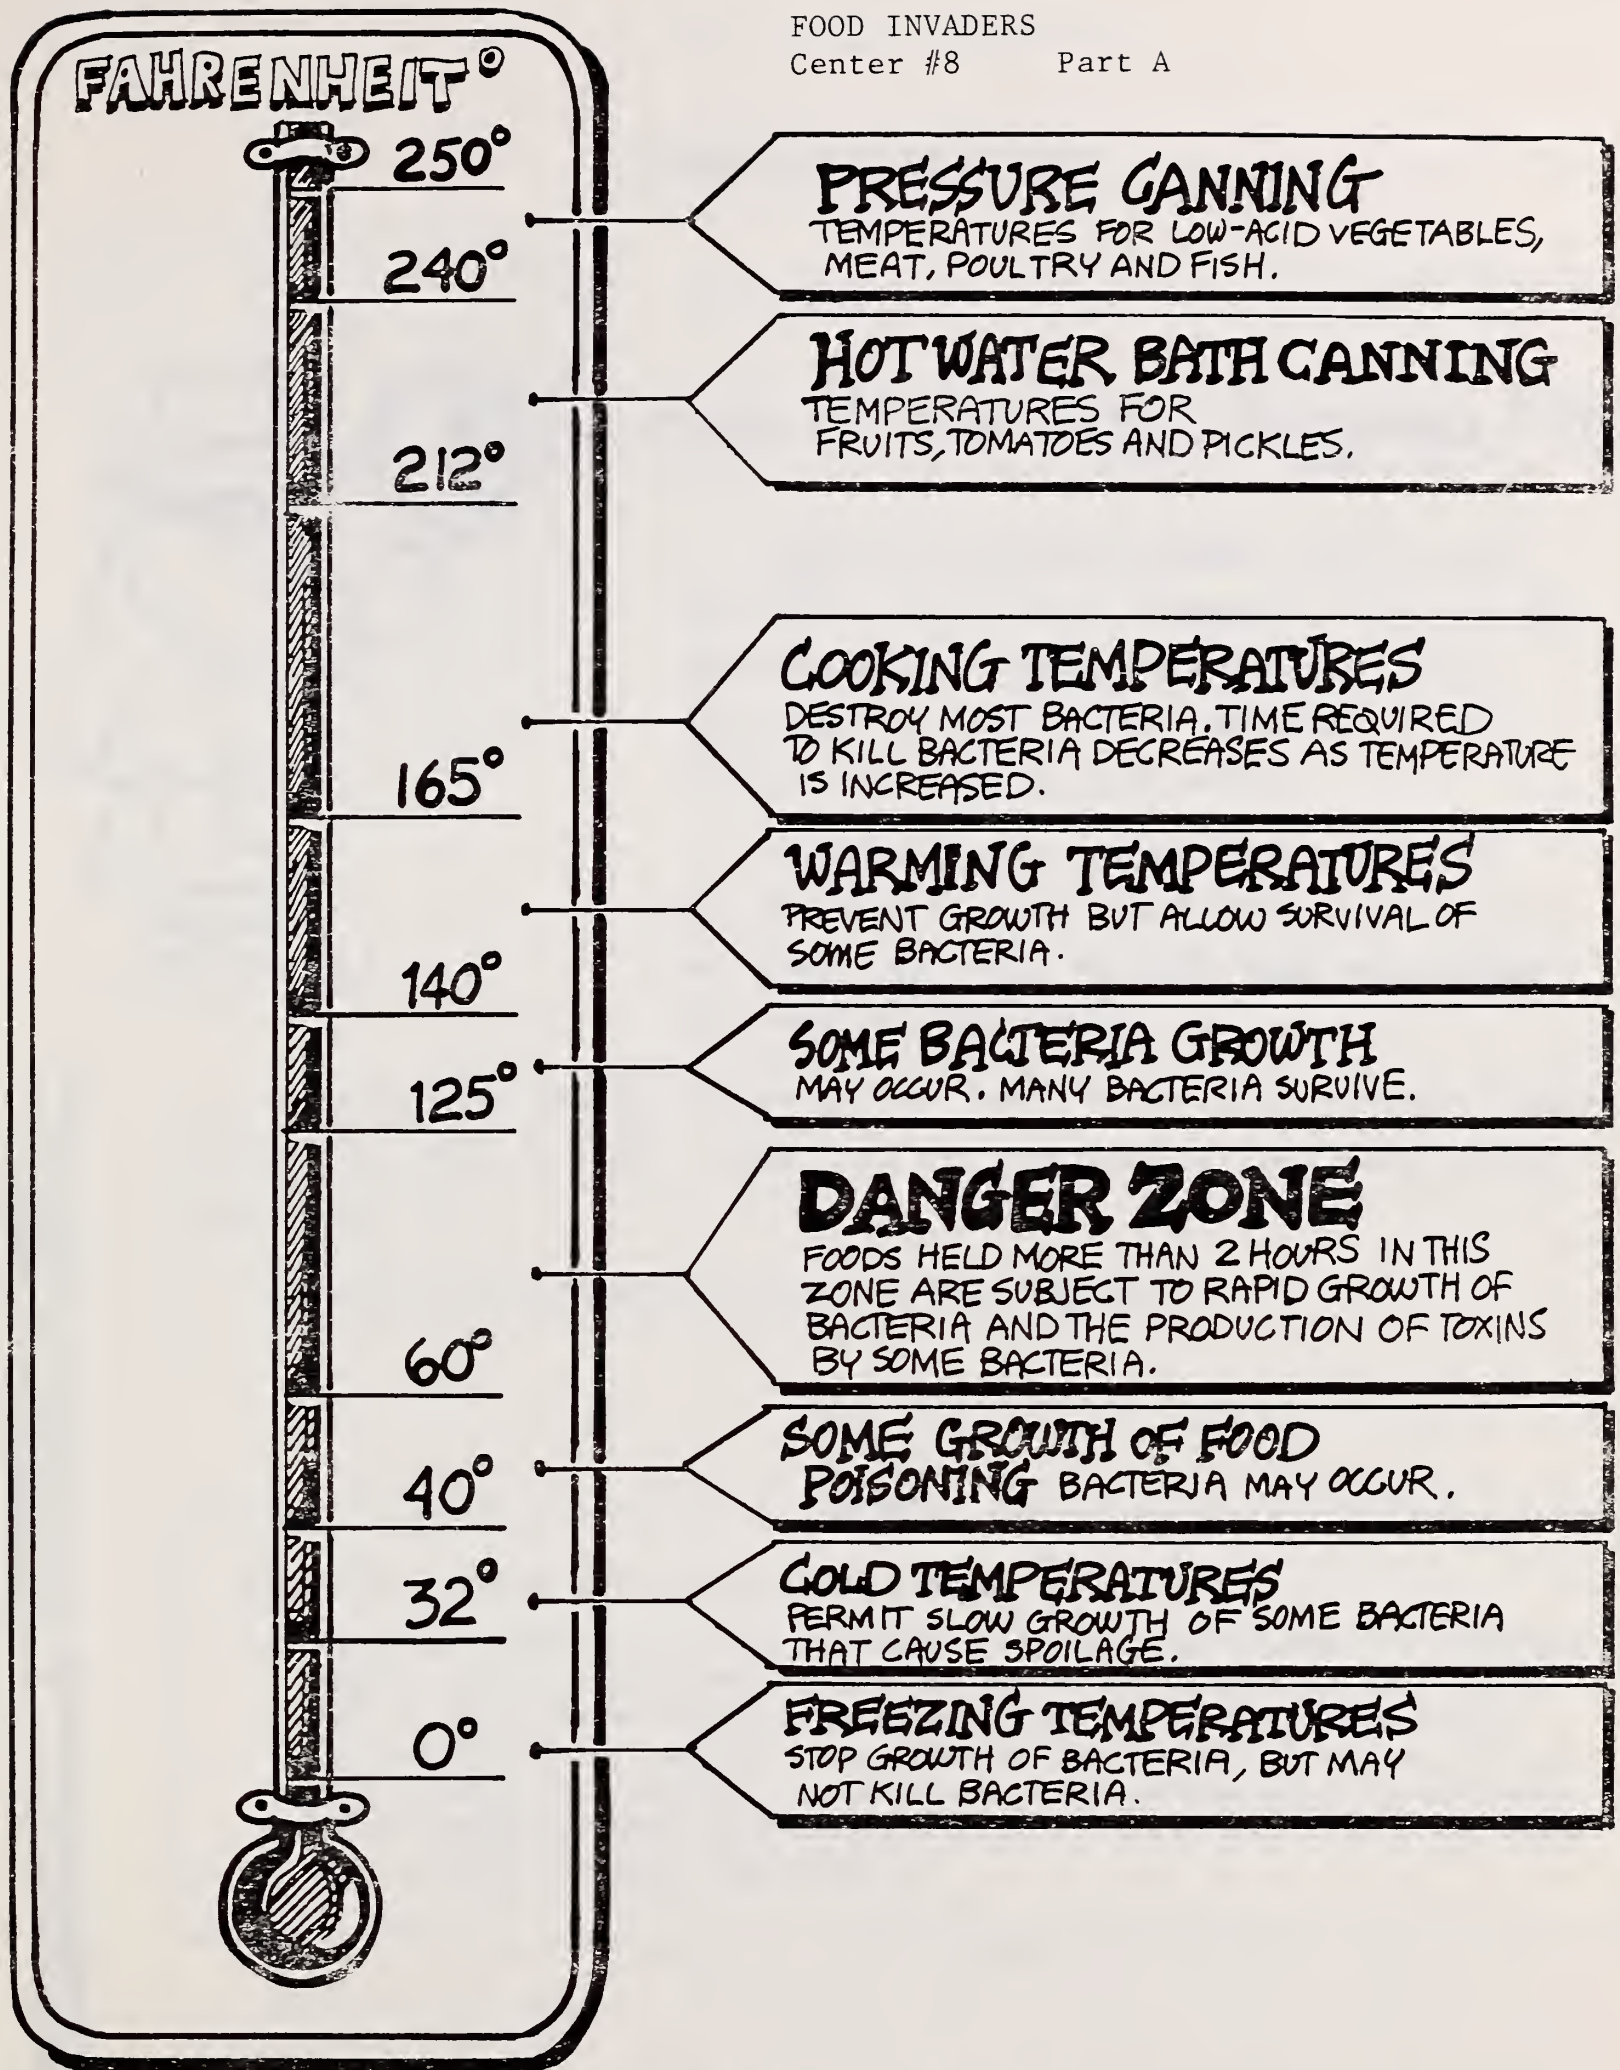 FOOD INVADERS
Center #8 Part A
FAHRENHEIT°
250°
240°
212°
165°
140°
125°
60°
40°
32°
0°
PRESSURE CANNING
TEMPERATURES FOR LOW-ACID VEGETABLES,
MEAT, POULTRY AND FISH.
HOT WATER BATH CANNING
TEMPERATURES FOR
FRUITS, TOMATOES AND PICKLES.
COOKING TEMPERATURES
DESTROY MOST BACTERIA. TIME REQUIRED
TO KILL BACTERIA DECREASES AS TEMPERATURE
IS INCREASED.
WARMING TEMPERATURES
PREVENT GROWTH BUT ALLOW SURVIVAL OF
SOME BACTERIA.
SOME BACTERIA GROWTH
MAY OCCUR. MANY BACTERIA SURVIVE.
DANGER ZONE
FOODS HELD MORE THAN 2 HOURS IN THIS
ZONE ARE SUBJECT TO RAPID GROWTH OF
BACTERIA AND THE PRODUCTION OF TOXINS
BY SOME BACTERIA.
SOME GROWTH OF FOOD
POISONING BACTERIA MAY OCCUR.
COLD TEMPERATURES
PERMIT SLOW GROWTH OF SOME BACTERIA
THAT CAUSE SPOILAGE.
FREEZING TEMPERATURES
STOP GROWTH OF BACTERIA, BUT MAY
NOT KILL BACTERIA.